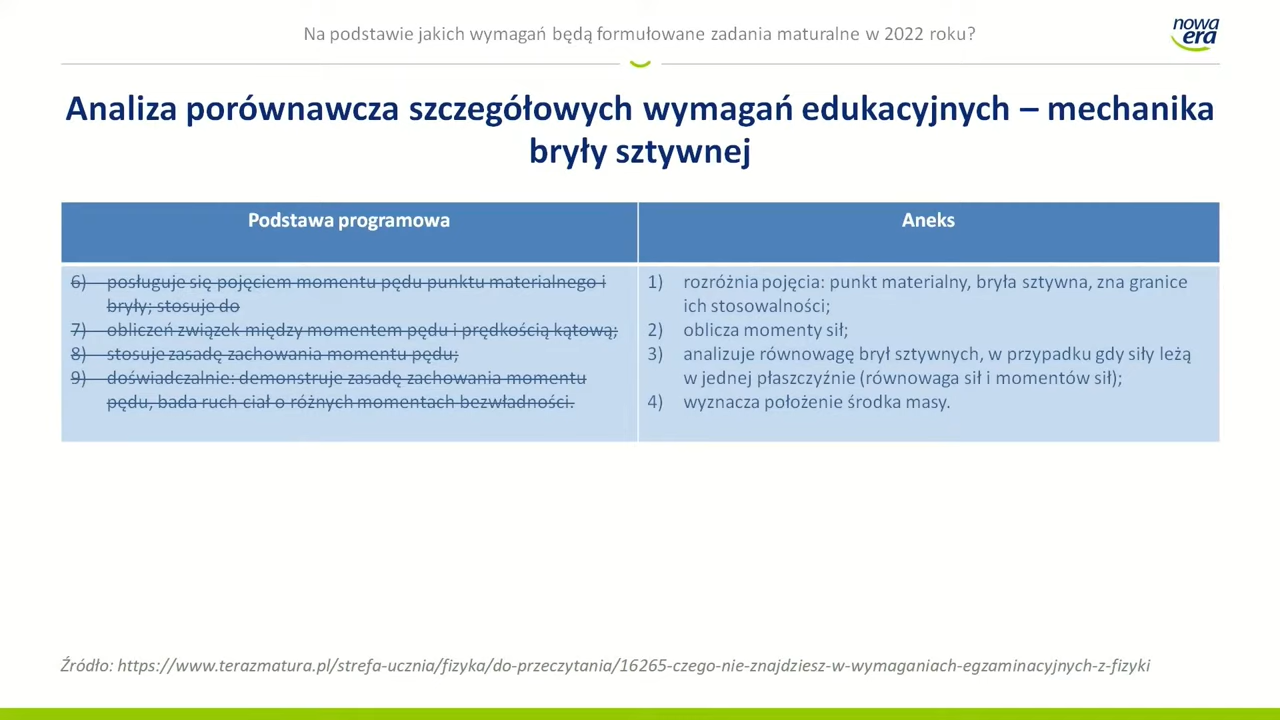 Na podstawie jakich wymagań będą formułowane zadania maturalne w 2022 roku?
nowa
era
Analiza porównawcza szczegółowych wymagań edukacyjnych – mechanika
bryły sztywnej
Podstawa programowa
Aneks
6) posługuje się pojęciem momentu pędu punktu materialnego i
bryły; stosuje do
7) obliczeń związek między momentem pędu i prędkością kątową;
8) stosuje zasadę zachowania momentu pędu;
9) doświadczalnie: demonstruje zasadę zachowania momentu
pędu, bada ruch ciał o różnych momentach bezwładności.
1) rozróżnia pojęcia: punkt materialny, bryła sztywna, zna granice
ich stosowalności;
2) oblicza momenty sił;
3) analizuje równowagę brył sztywnych, w przypadku gdy siły leżą
w jednej płaszczyźnie (równowaga sił i momentów sił);
4) wyznacza położenie środka masy.
Źródło: https://www.terazmatura.pl/strefa-ucznia/fizyka/do-przeczytania/16265-czego-nie-znajdziesz-w-wymaganiach-egzaminacyjnych-z-fizyki